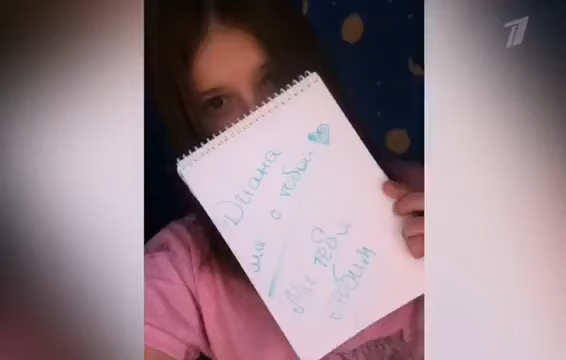 Диана
мы с тобой
Мы тебя
любим